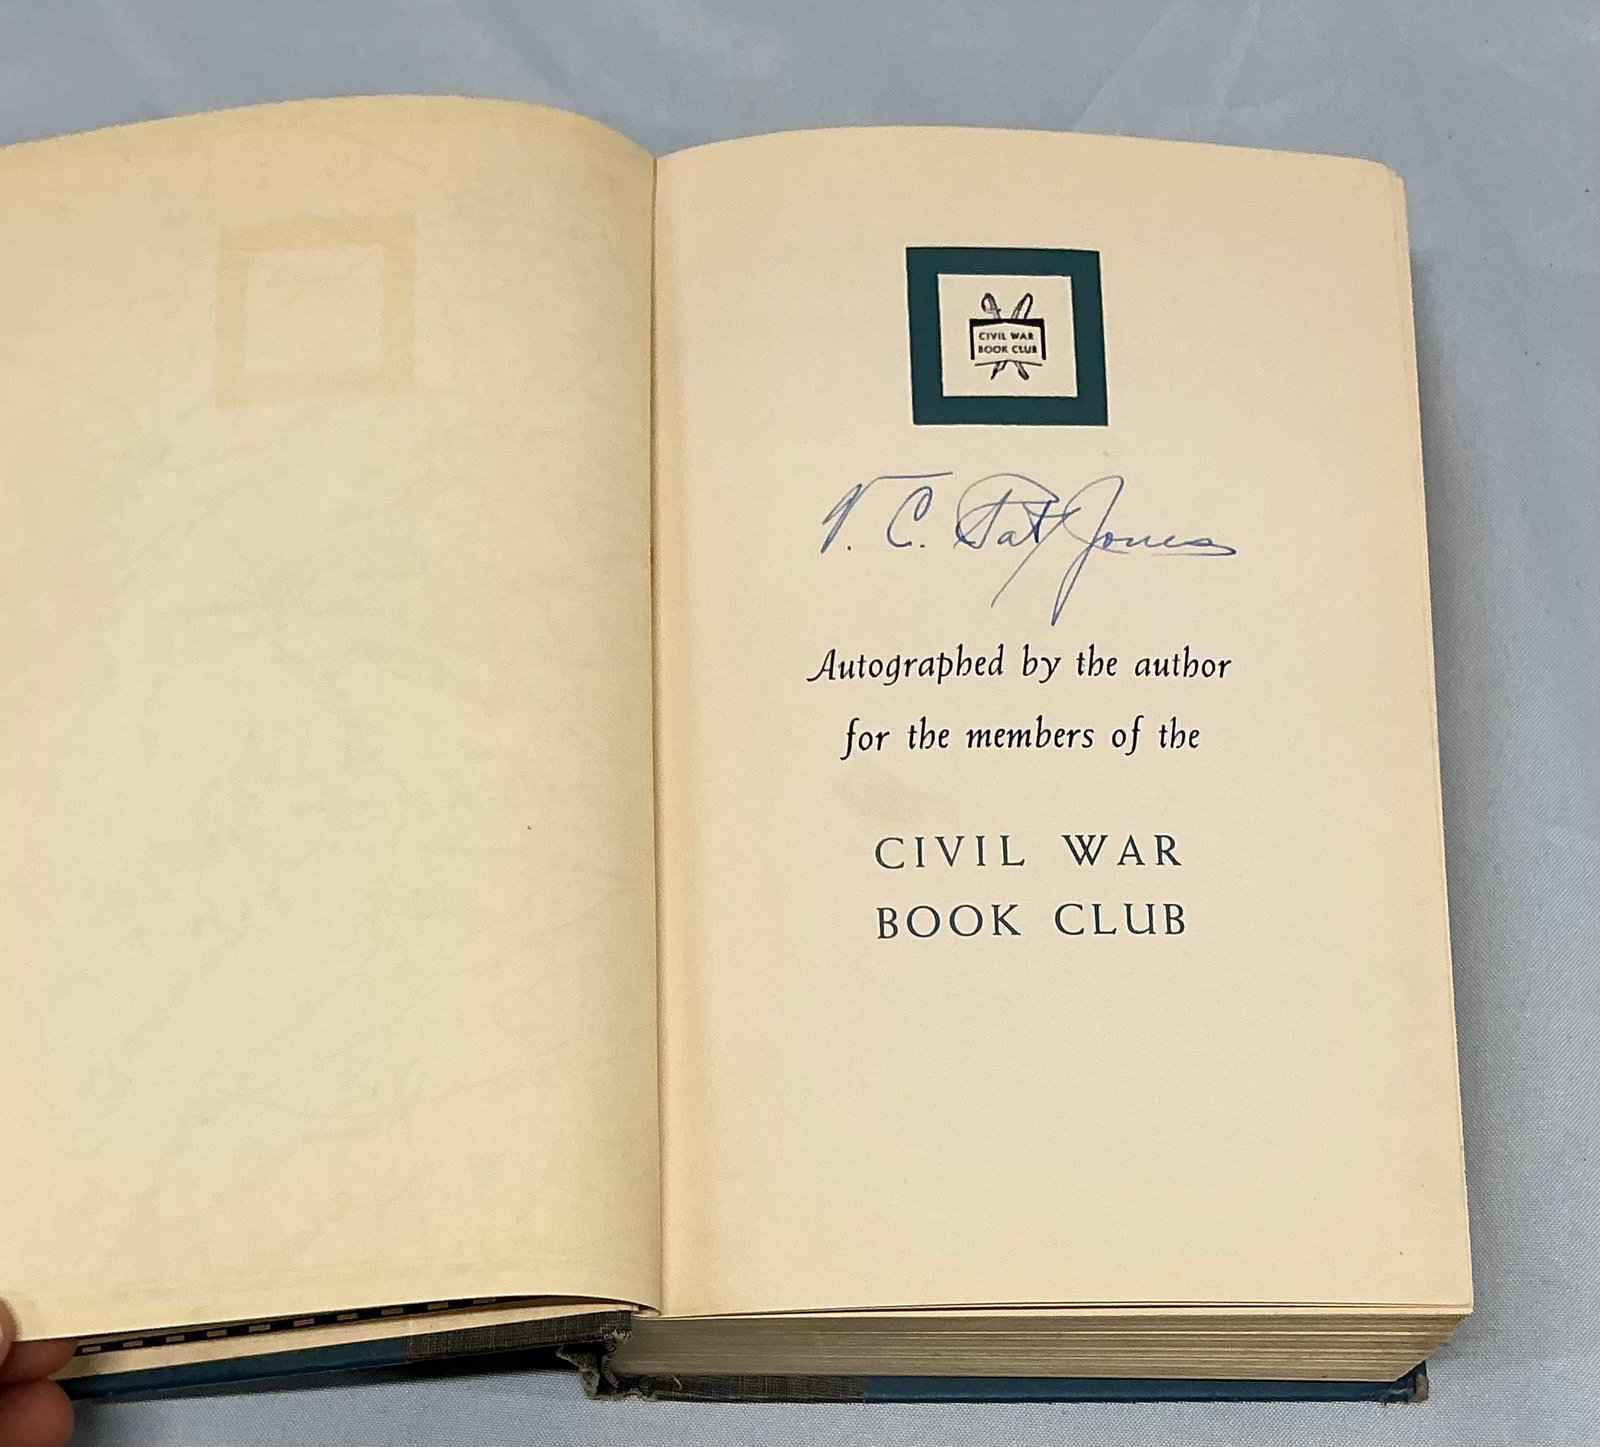 CIVIL WAR
BOOK CLUB
V. C. Pat Jones
Autographed by the author
for the members of the
CIVIL WAR
BOOK CLUB